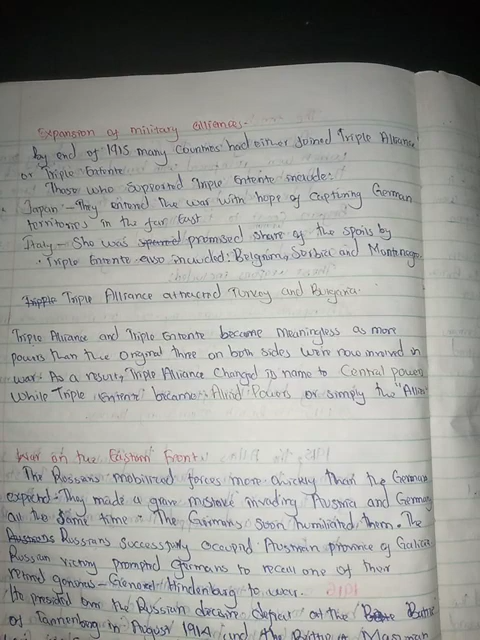 Expansion of military alliences.
By end of 1915 many countries had either joined Triple Alliance
or Triple Entente
Those who supported Triple Entente include:
Japan - They entered the war with hope of capturing German
territories in the far East
Italy - She was promised share of the spoils by
Triple Entente also included: Belgium, Serbia and Montenegro
Triple Alliance attracted Turkey and Bulgaria.
Triple Alliance and Triple Entente became meaningless as more
powers than the original three on both sides were now involved in
war. As a result, Triple Alliance changed its name to Central powers
while Triple Entente became Allied Powers or simply the "Allies
War on the Eastern Front
The Russians mobilized forces more quickly than the Germans
expected. They made a grave mistake invading Austria and Germany
at the same time. The Germans soon humiliated them. The
Russians successfully occupied Austrian province of Galicia
Russian victory prompted Germans to recall one of their
retired generals - General Hindenburg to war.
He presided over the Russian decisive defeat at the Battle
of Tannenberg in August 1914 and the Battle